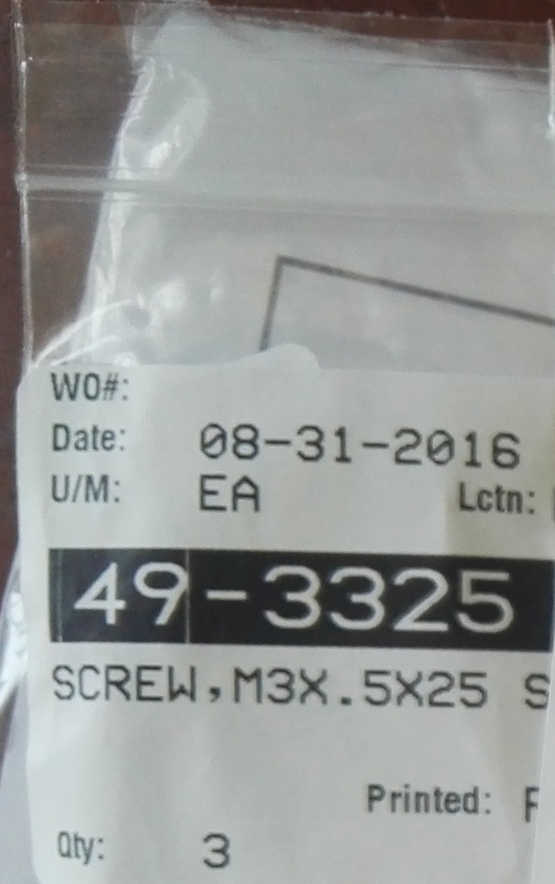 WO#:
Date: 08-31-2016
U/M: EA Lctn:
49-3325
SCREW,M3X.5X25 S
Printed:
Qty: 3